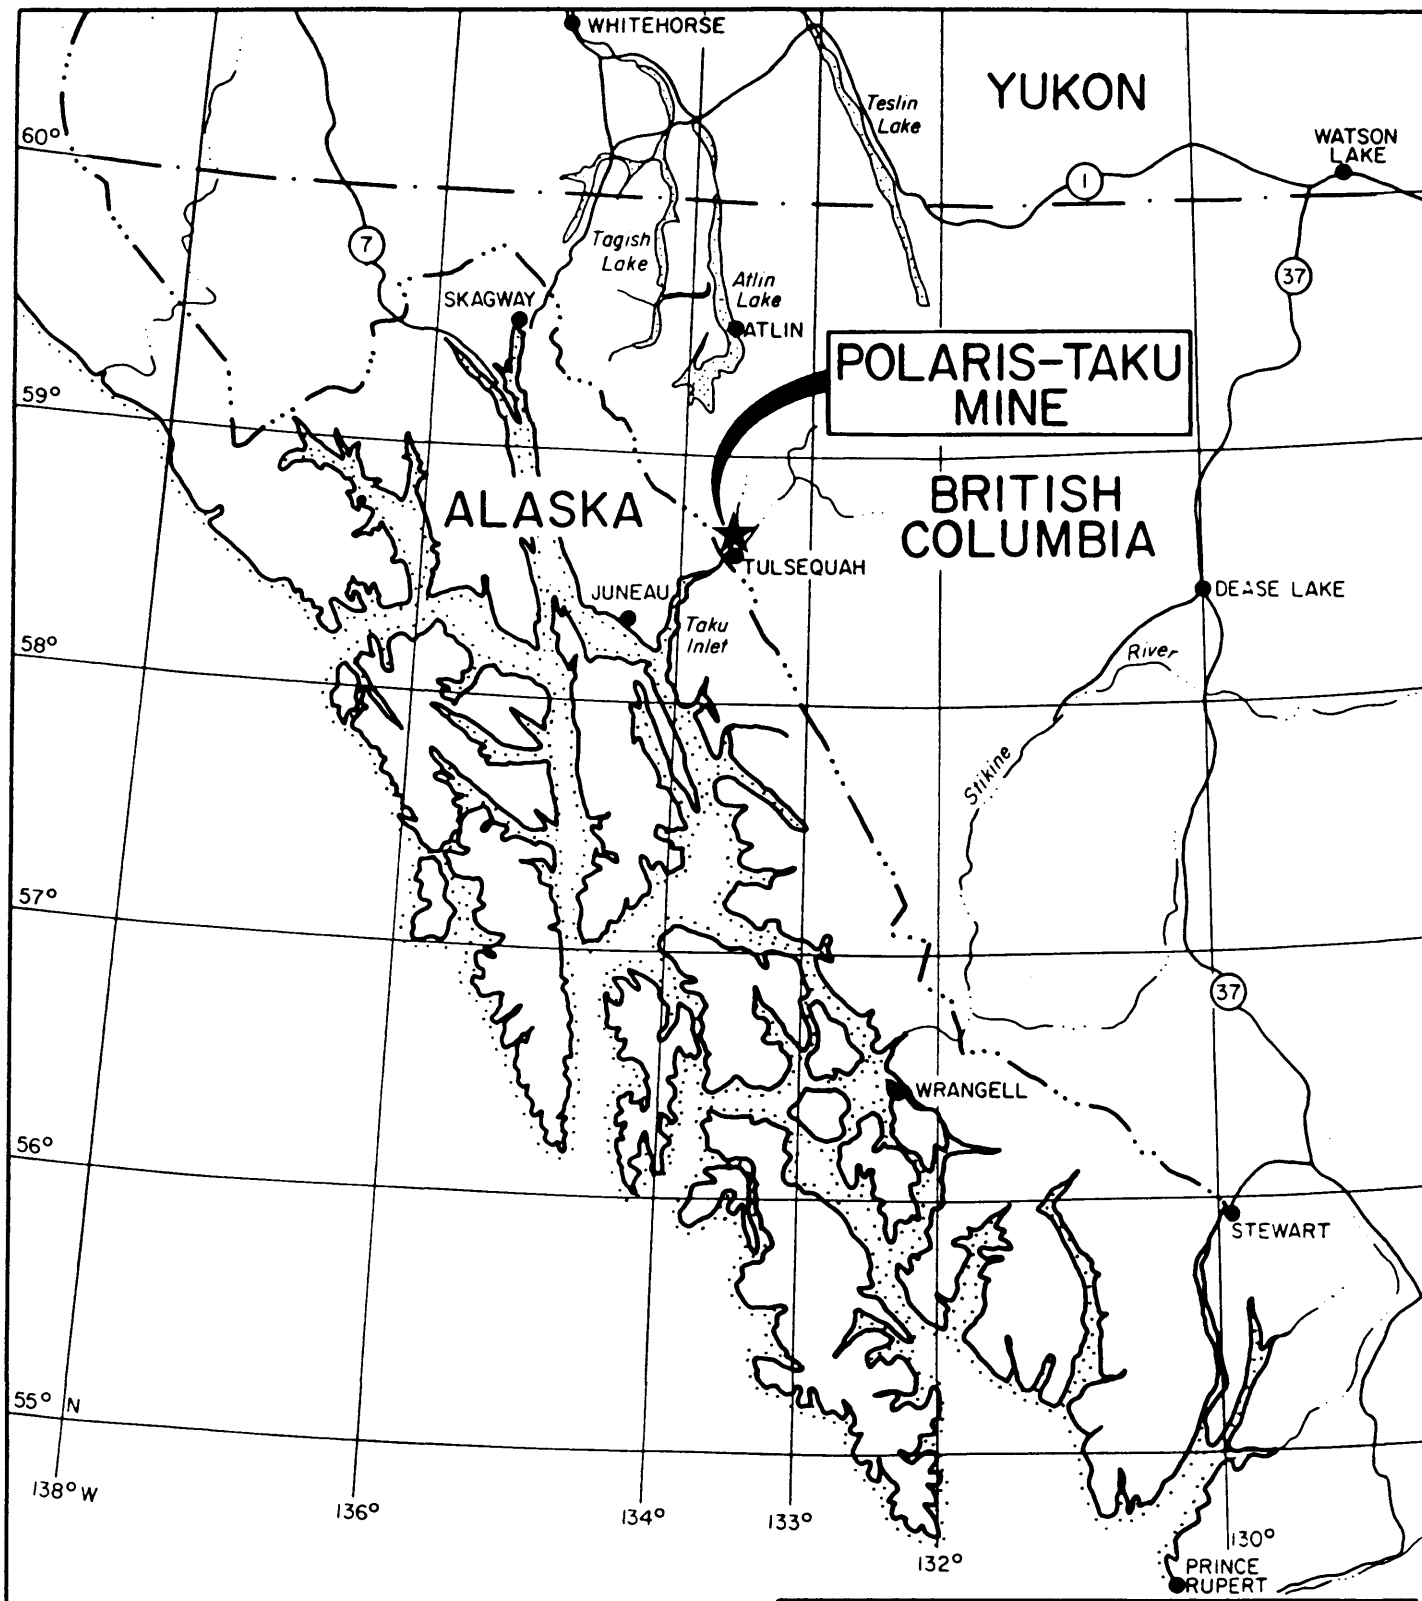 WHITEHORSE
YUKON
Teslin
Lake
WATSON
LAKE
60°
1
7
Tagish
Lake
37
Atlin
Lake
SKAGWAY
ATLIN
POLARIS-TAKU
MINE
59°
ALASKA
BRITISH
COLUMBIA
TULSEQUAH
JUNEAU
DEASE LAKE
Taku
Inlet
58°
River
Stikine
57°
37
WRANGELL
56°
STEWART
55° N
138° W
136°
134°
133°
132°
130°
PRINCE
RUPERT